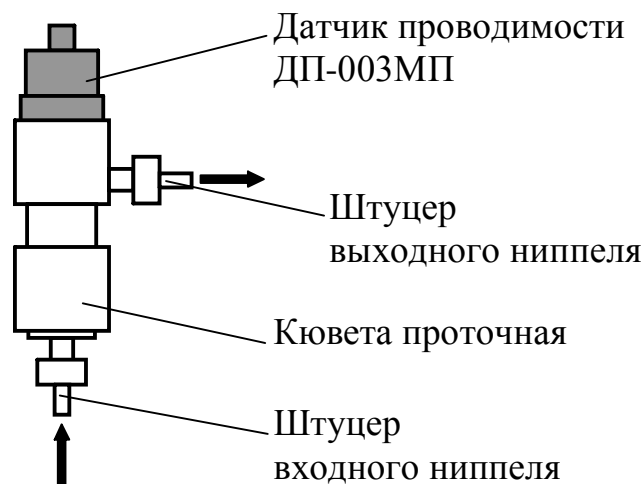 Датчик проводимости
ДП-003МП
Штуцер
выходного ниппеля
Кювета проточная
Штуцер
входного ниппеля